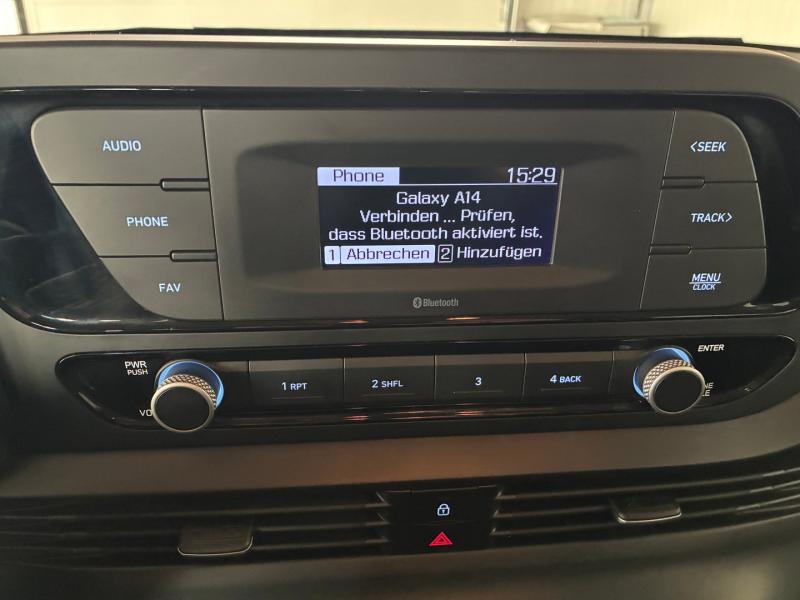 AUDIO
PHONE
FAV
Phone 15:29
Galaxy A14
Verbinden ... Prüfen,
dass Bluetooth aktiviert ist.
1 Abbrechen 2 Hinzufügen
Bluetooth
<SEEK
TRACK>
MENU
CLOCK
PWR
PUSH
1 RPT
2 SHFL
3
4 BACK
ENTER